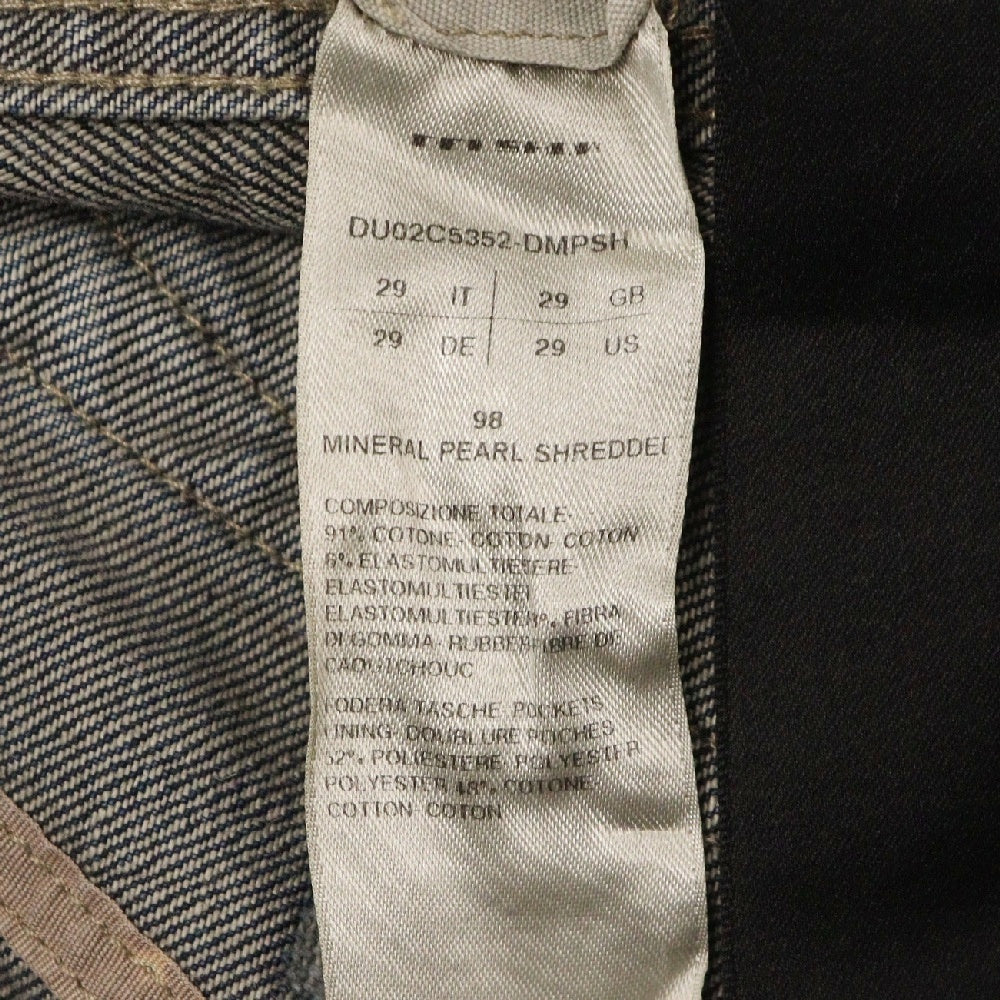 DU02C5352-DMPSH
29 IT 29 GB
29 DE 29 US
98
MINERAL PEARL SHREDDED
COMPOSIZIONE TOTALE-
91% COTONE- COTTON- COTON
6% ELASTOMULTIESTERE-
ELASTOMULTIESTER
ELASTOMULTIESTER %, FIBRA
DI GOMMA- RUBBER FIBRE DE
CAOUTCHOUC
FODERA TASCHE- POCKETS
LINING- DOUBLURE POCHES
52% POLIESTERE- POLYESTER
POLYESTER 48% COTONE
COTTON- COTON